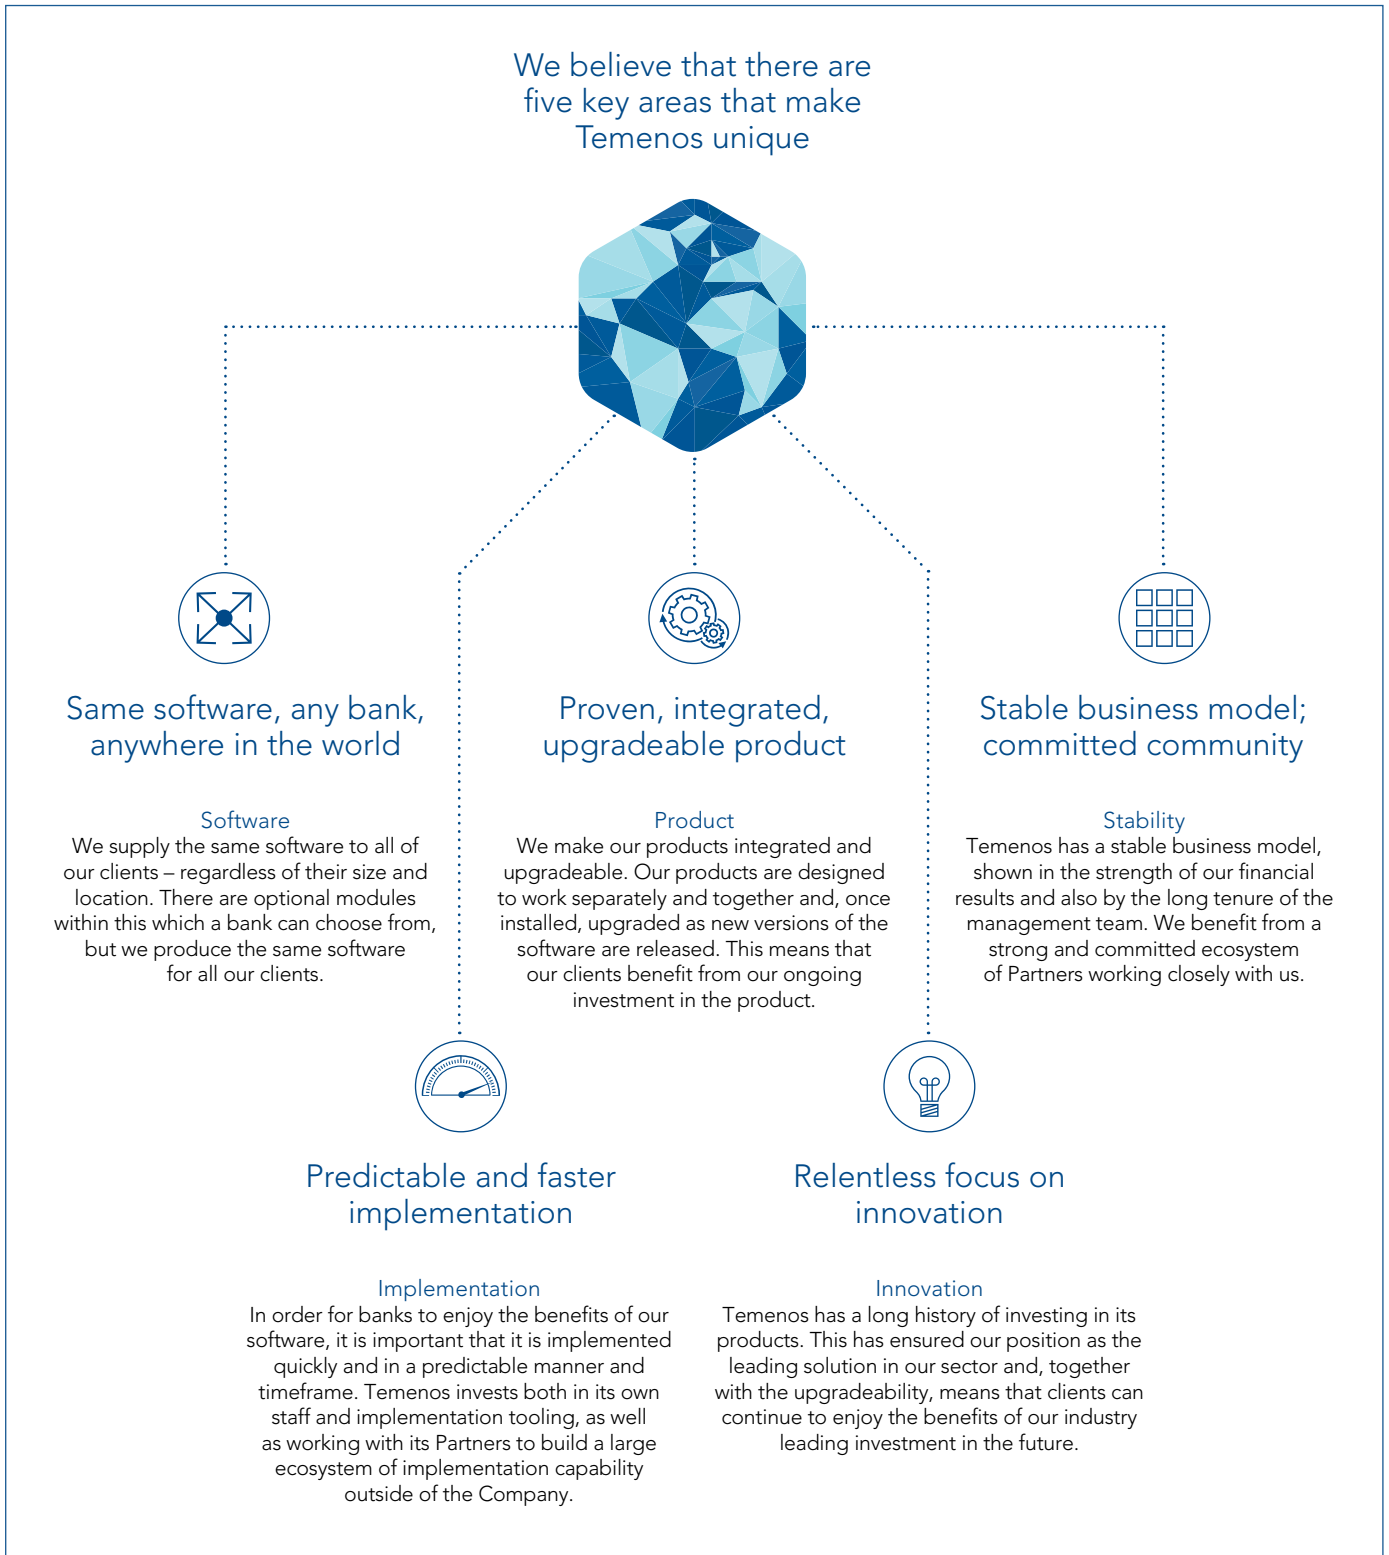 We believe that there are
five key areas that make
Temenos unique
Same software, any bank,
anywhere in the world
Software
We supply the same software to all of
our clients – regardless of their size and
location. There are optional modules
within this which a bank can choose from,
but we produce the same software
for all our clients.
Proven, integrated,
upgradeable product
Product
We make our products integrated and
upgradeable. Our products are designed
to work separately and together and, once
installed, upgraded as new versions of the
software are released. This means that
our clients benefit from our ongoing
investment in the product.
Stable business model;
committed community
Stability
Temenos has a stable business model,
shown in the strength of our financial
results and also by the long tenure of the
management team. We benefit from a
strong and committed ecosystem
of Partners working closely with us.
Predictable and faster
implementation
Implementation
In order for banks to enjoy the benefits of our
software, it is important that it is implemented
quickly and in a predictable manner and
timeframe. Temenos invests both in its own
staff and implementation tooling, as well
as working with its Partners to build a large
ecosystem of implementation capability
outside of the Company.
Relentless focus on
innovation
Innovation
Temenos has a long history of investing in its
products. This has ensured our position as the
leading solution in our sector and, together
with the upgradeability, means that clients can
continue to enjoy the benefits of our industry
leading investment in the future.